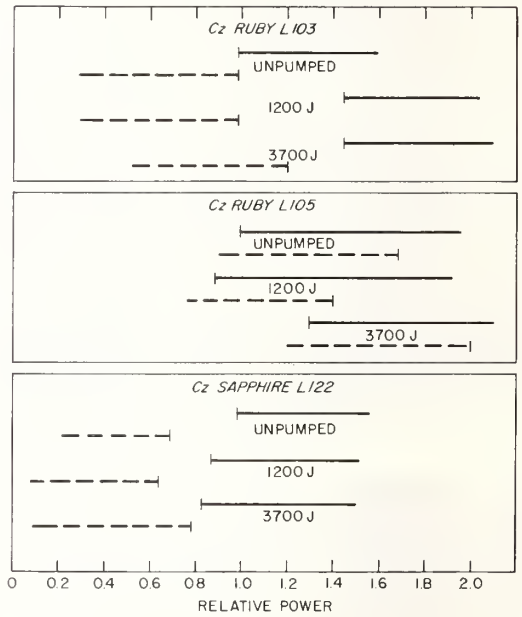 Cz RUBY L103
UNPUMPED
1200 J
3700 J
Cz RUBY L105
UNPUMPED
1200 J
3700 J
Cz SAPPHIRE L122
UNPUMPED
1200 J
3700 J
0 0.2 0.4 0.6 0.8 1.0 1.2 1.4 1.6 1.8 2.0
RELATIVE POWER